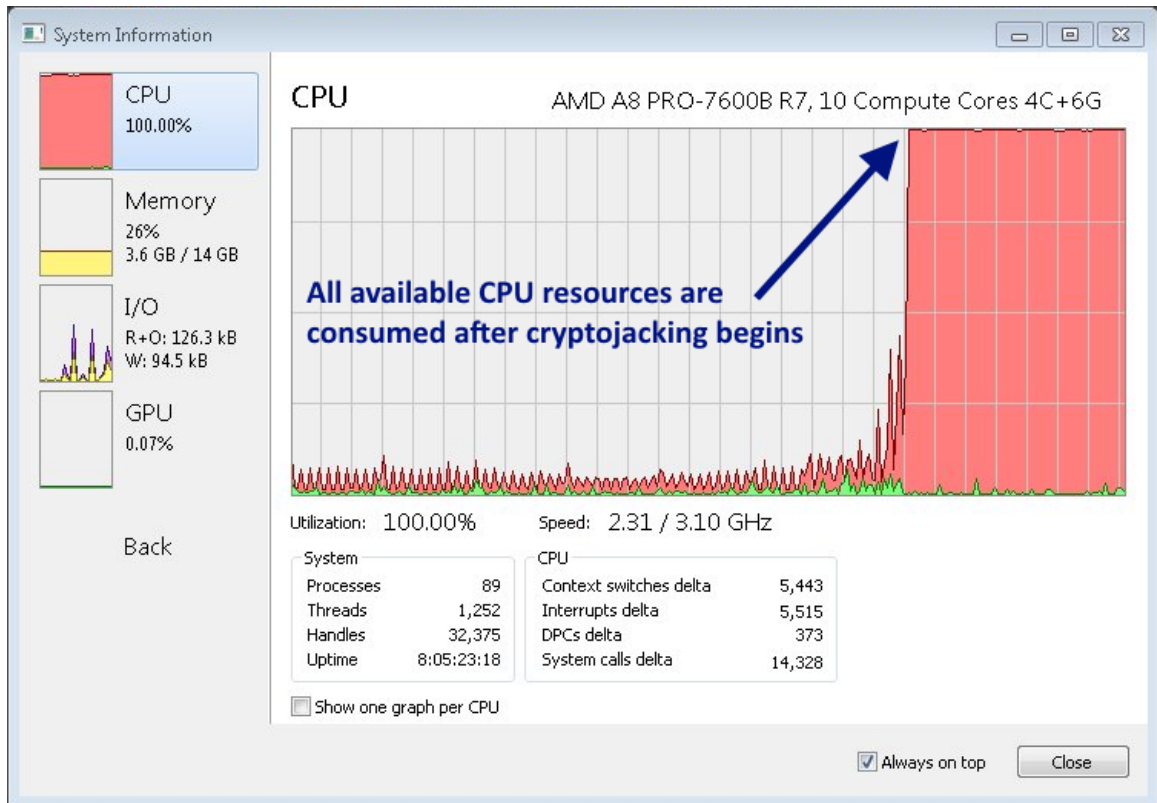 System Information
CPU
100.00%
Memory
26%
3.6 GB / 14 GB
I/O
R+O: 126.3 kB
W: 94.5 kB
GPU
0.07%
Back
CPU
AMD A8 PRO-7600B R7, 10 Compute Cores 4C+6G
All available CPU resources are
consumed after cryptojacking begins
Utilization: 100.00% Speed: 2.31 / 3.10 GHz
System
Processes 89
Threads 1,252
Handles 32,375
Uptime 8:05:23:18
CPU
Context switches delta 5,443
Interrupts delta 5,515
DPCs delta 373
System calls delta 14,328
Show one graph per CPU
Always on top
Close